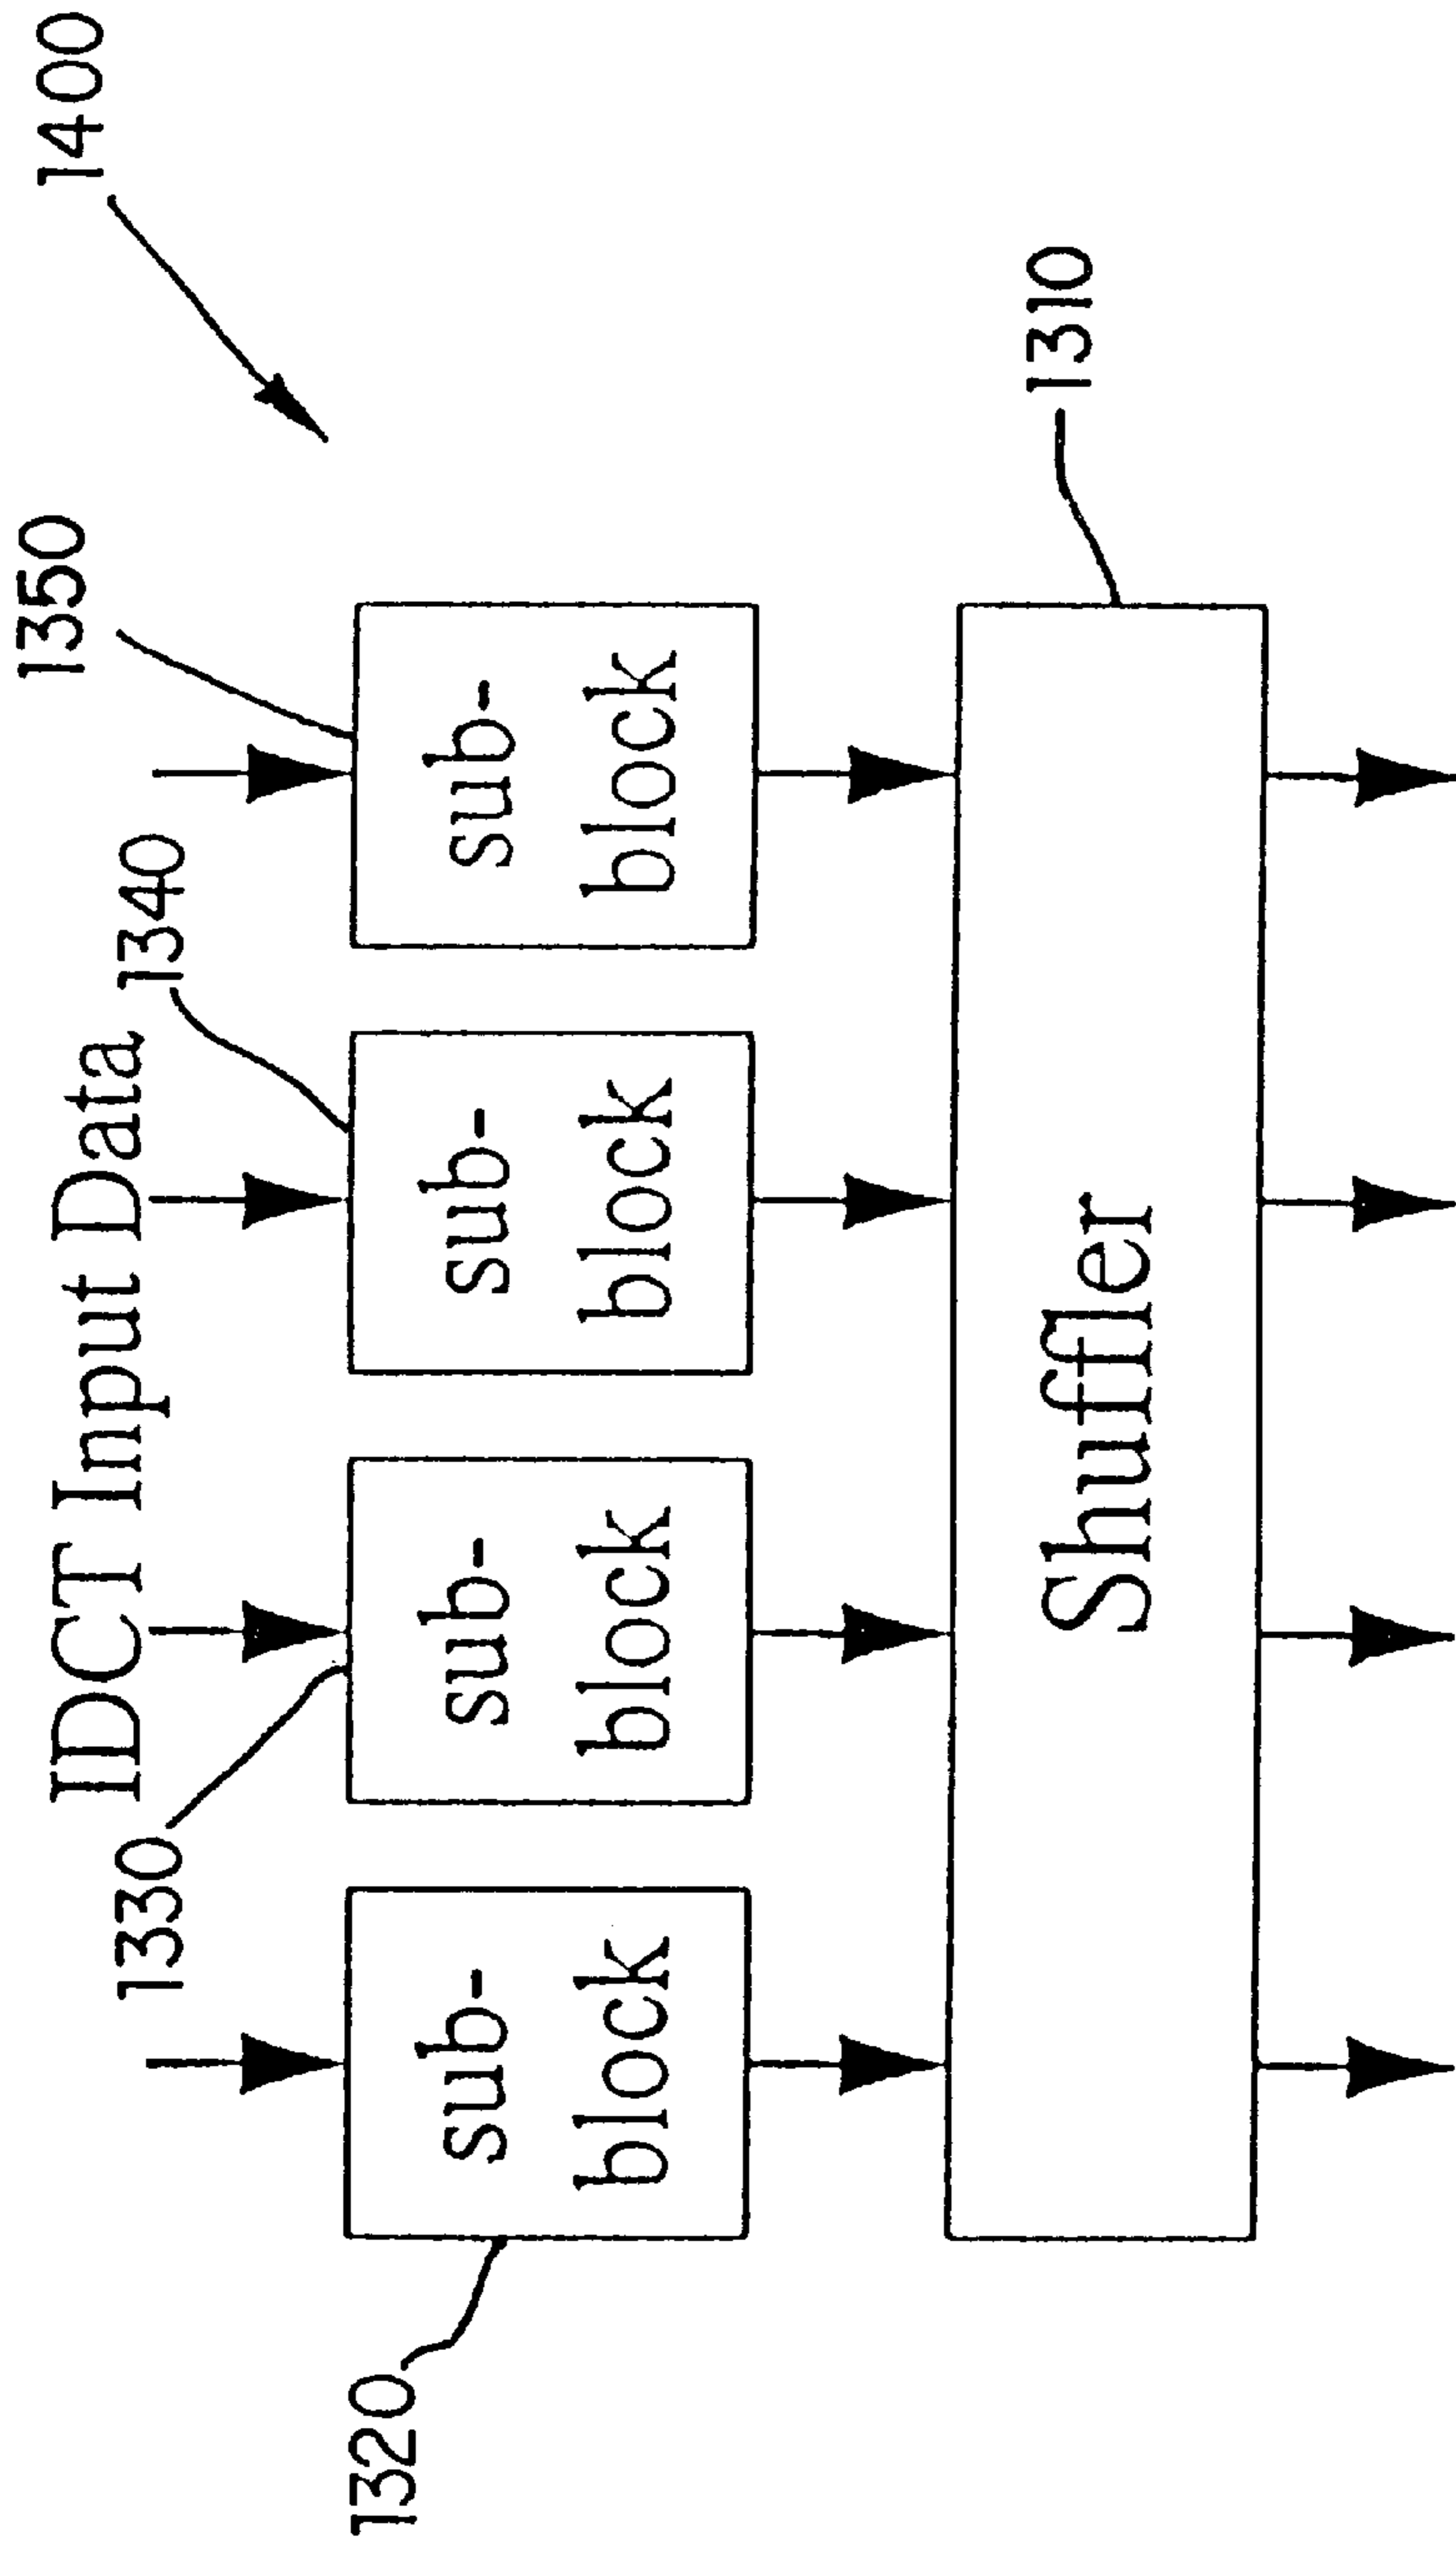 1400
1350
IDCT Input Data
1340
1330
1320
sub-
block
sub-
block
sub-
block
sub-
block
1310
Shuffler